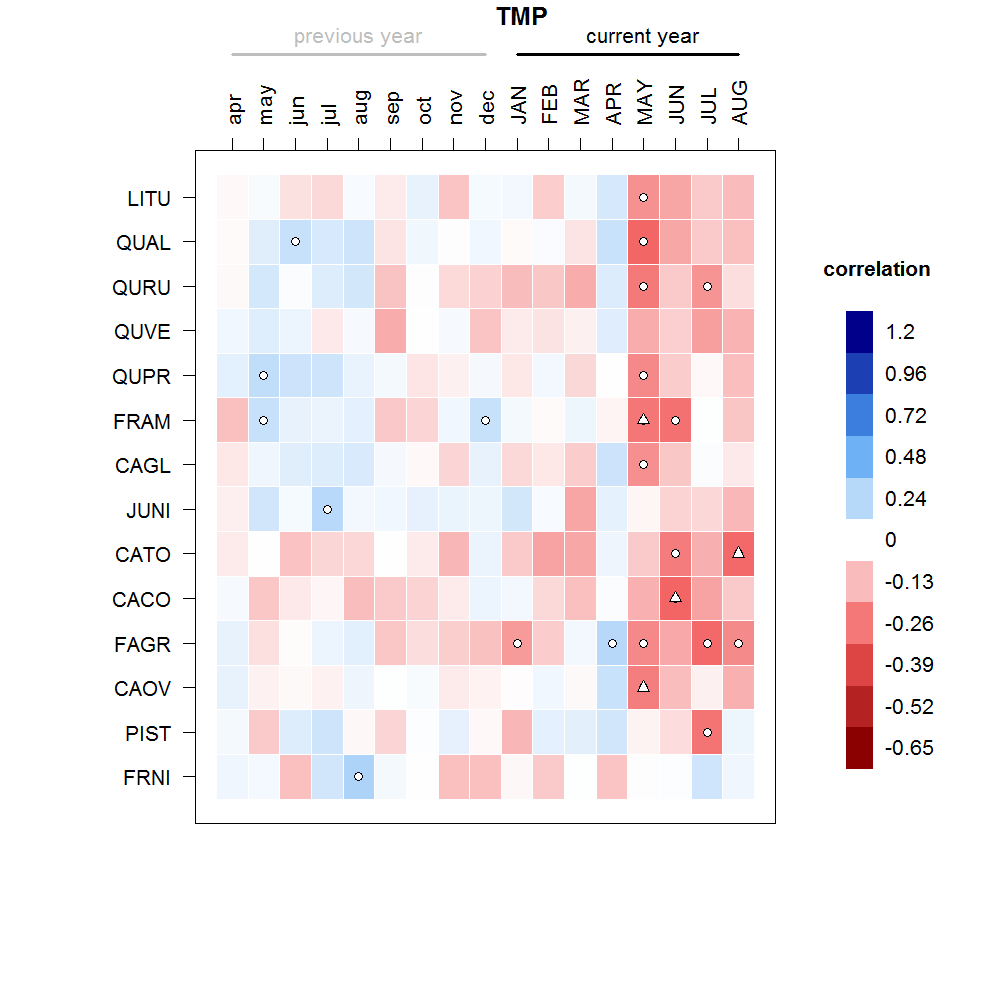 TMP
previous year current year
apr may jun jul aug sep oct nov dec JAN FEB MAR APR MAY JUN JUL AUG
LITU
QUAL
QURU
QUVE
QUPR
FRAM
CAGL
JUNI
CATO
CACO
FAGR
CAOV
PIST
FRNI
correlation
1.2
0.96
0.72
0.48
0.24
0
-0.13
-0.26
-0.39
-0.52
-0.65